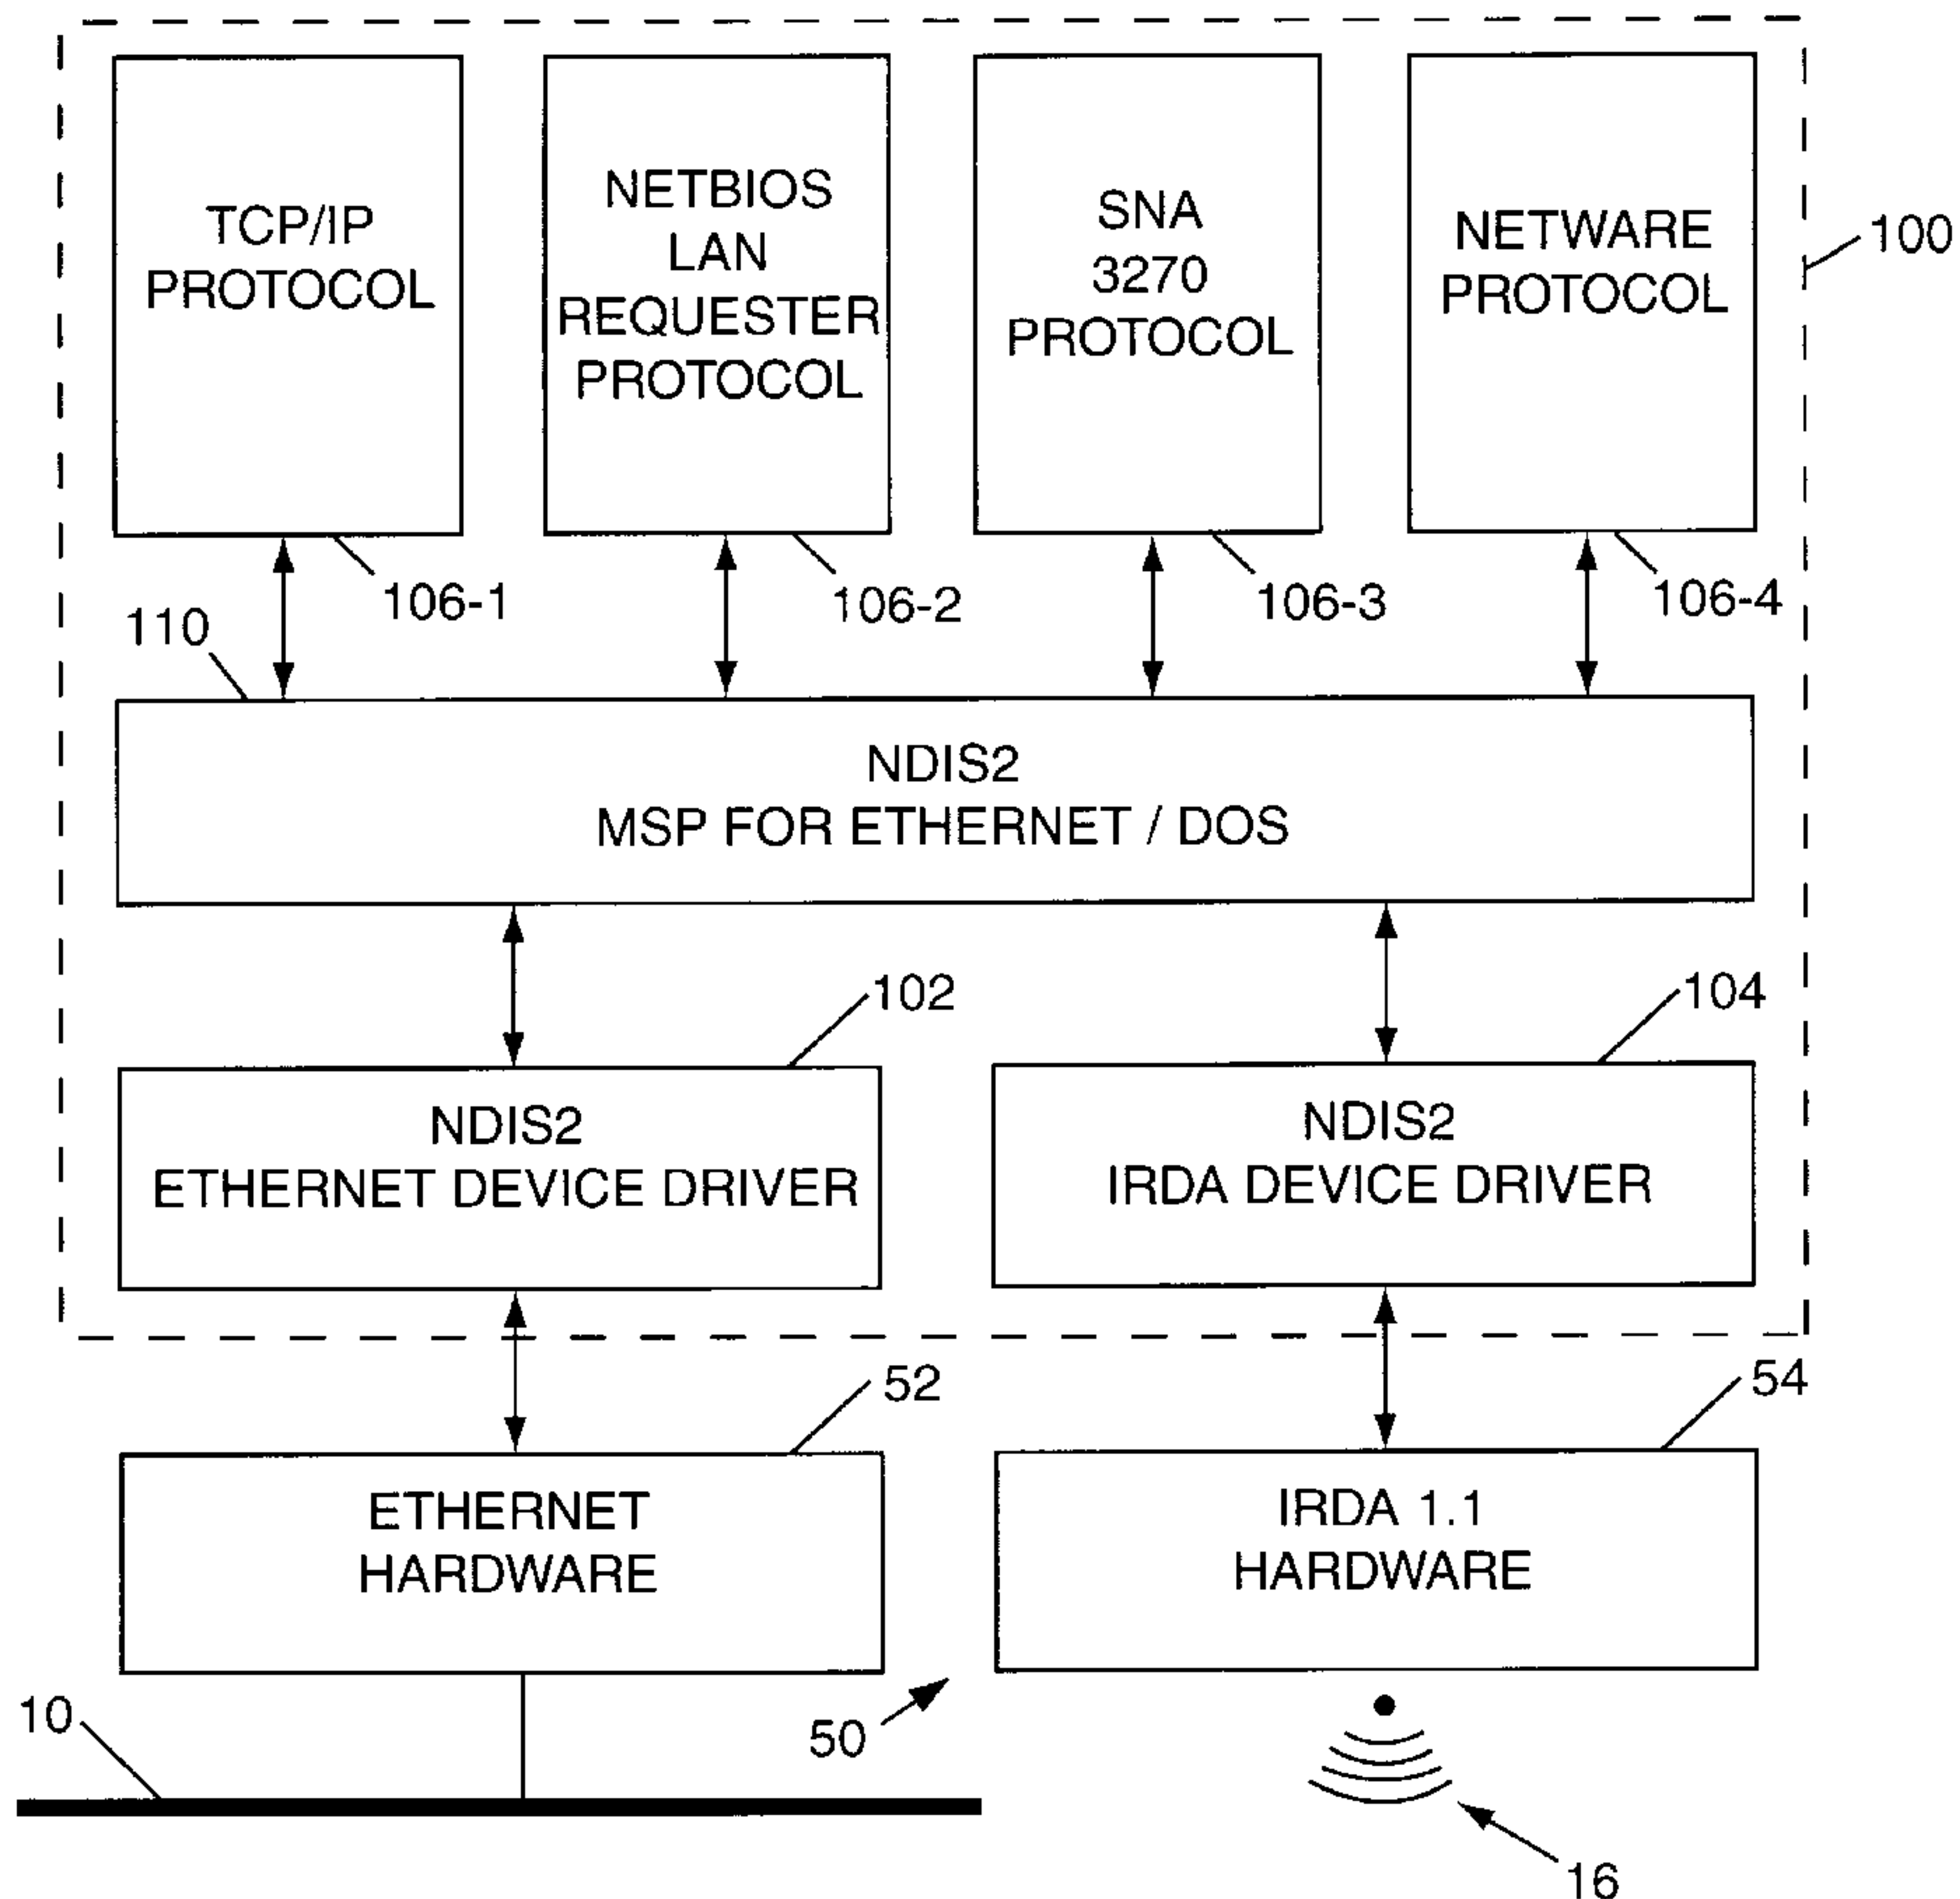 TCP/IP
PROTOCOL
NETBIOS
LAN
REQUESTER
PROTOCOL
SNA
3270
PROTOCOL
NETWARE
PROTOCOL
100
106-1
106-2
106-3
106-4
110
NDIS2
MSP FOR ETHERNET / DOS
102
104
NDIS2
ETHERNET DEVICE DRIVER
NDIS2
IRDA DEVICE DRIVER
52
54
ETHERNET
HARDWARE
IRDA 1.1
HARDWARE
10
50
16